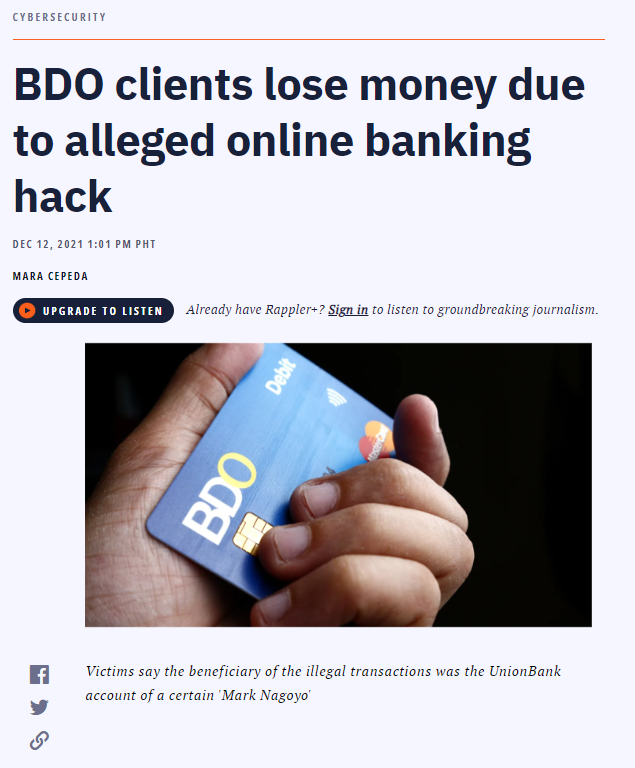 CYBERSECURITY
BDO clients lose money due
to alleged online banking
hack
DEC 12, 2021 1:01 PM PHT
MARA CEPEDA
UPGRADE TO LISTEN
Already have Rappler+? Sign in to listen to groundbreaking journalism.
Debit
MasterCard
BDO
Victims say the beneficiary of the illegal transactions was the UnionBank
account of a certain 'Mark Nagoyo'